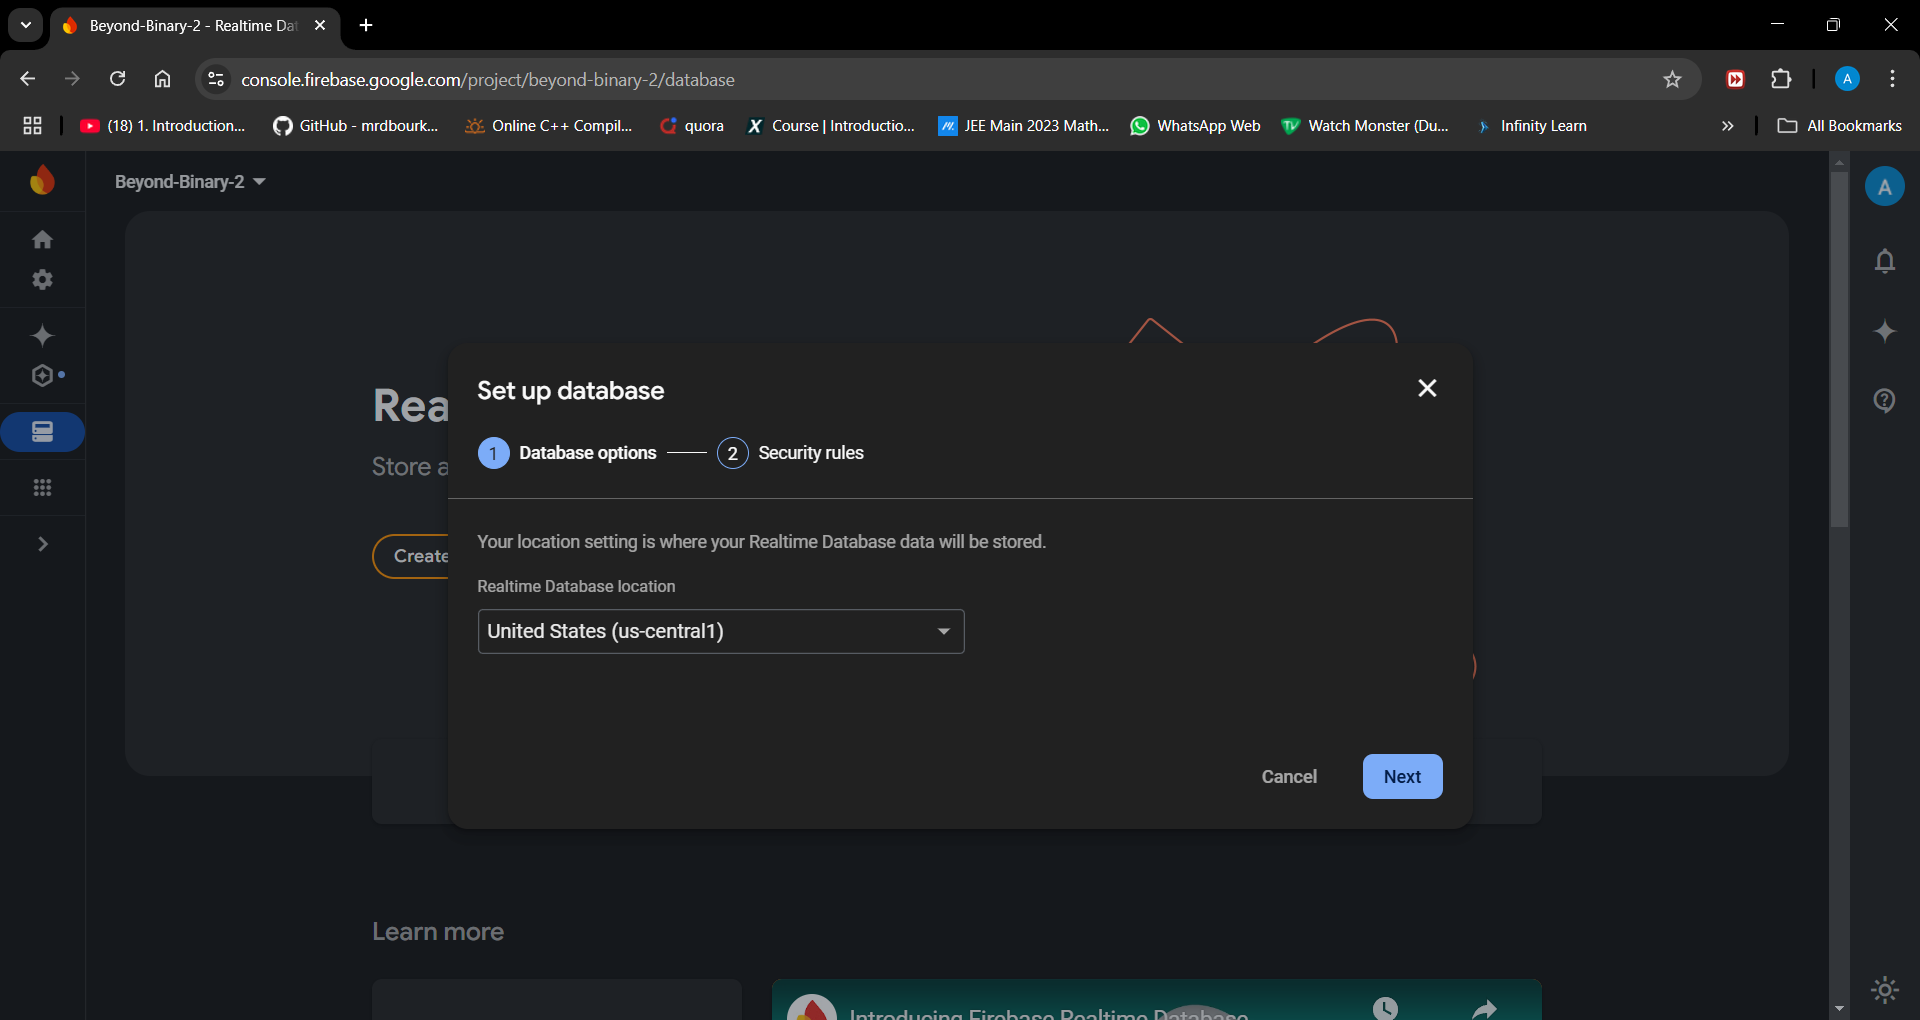 Beyond-Binary-2 - Realtime Dat
console.firebase.google.com/project/beyond-binary-2/database
(18) 1. Introduction...
GitHub - mrdbourk...
Online C++ Compil...
quora
Course | Introductio...
JEE Main 2023 Math...
WhatsApp Web
Watch Monster (Du...
Infinity Learn
All Bookmarks
A
Beyond-Binary-2
A
Rea
Store a
Create
Set up database
1 Database options
2 Security rules
Your location setting is where your Realtime Database data will be stored.
Realtime Database location
United States (us-central1)
Cancel
Next
Learn more
Introducing Firebase Realtime Database